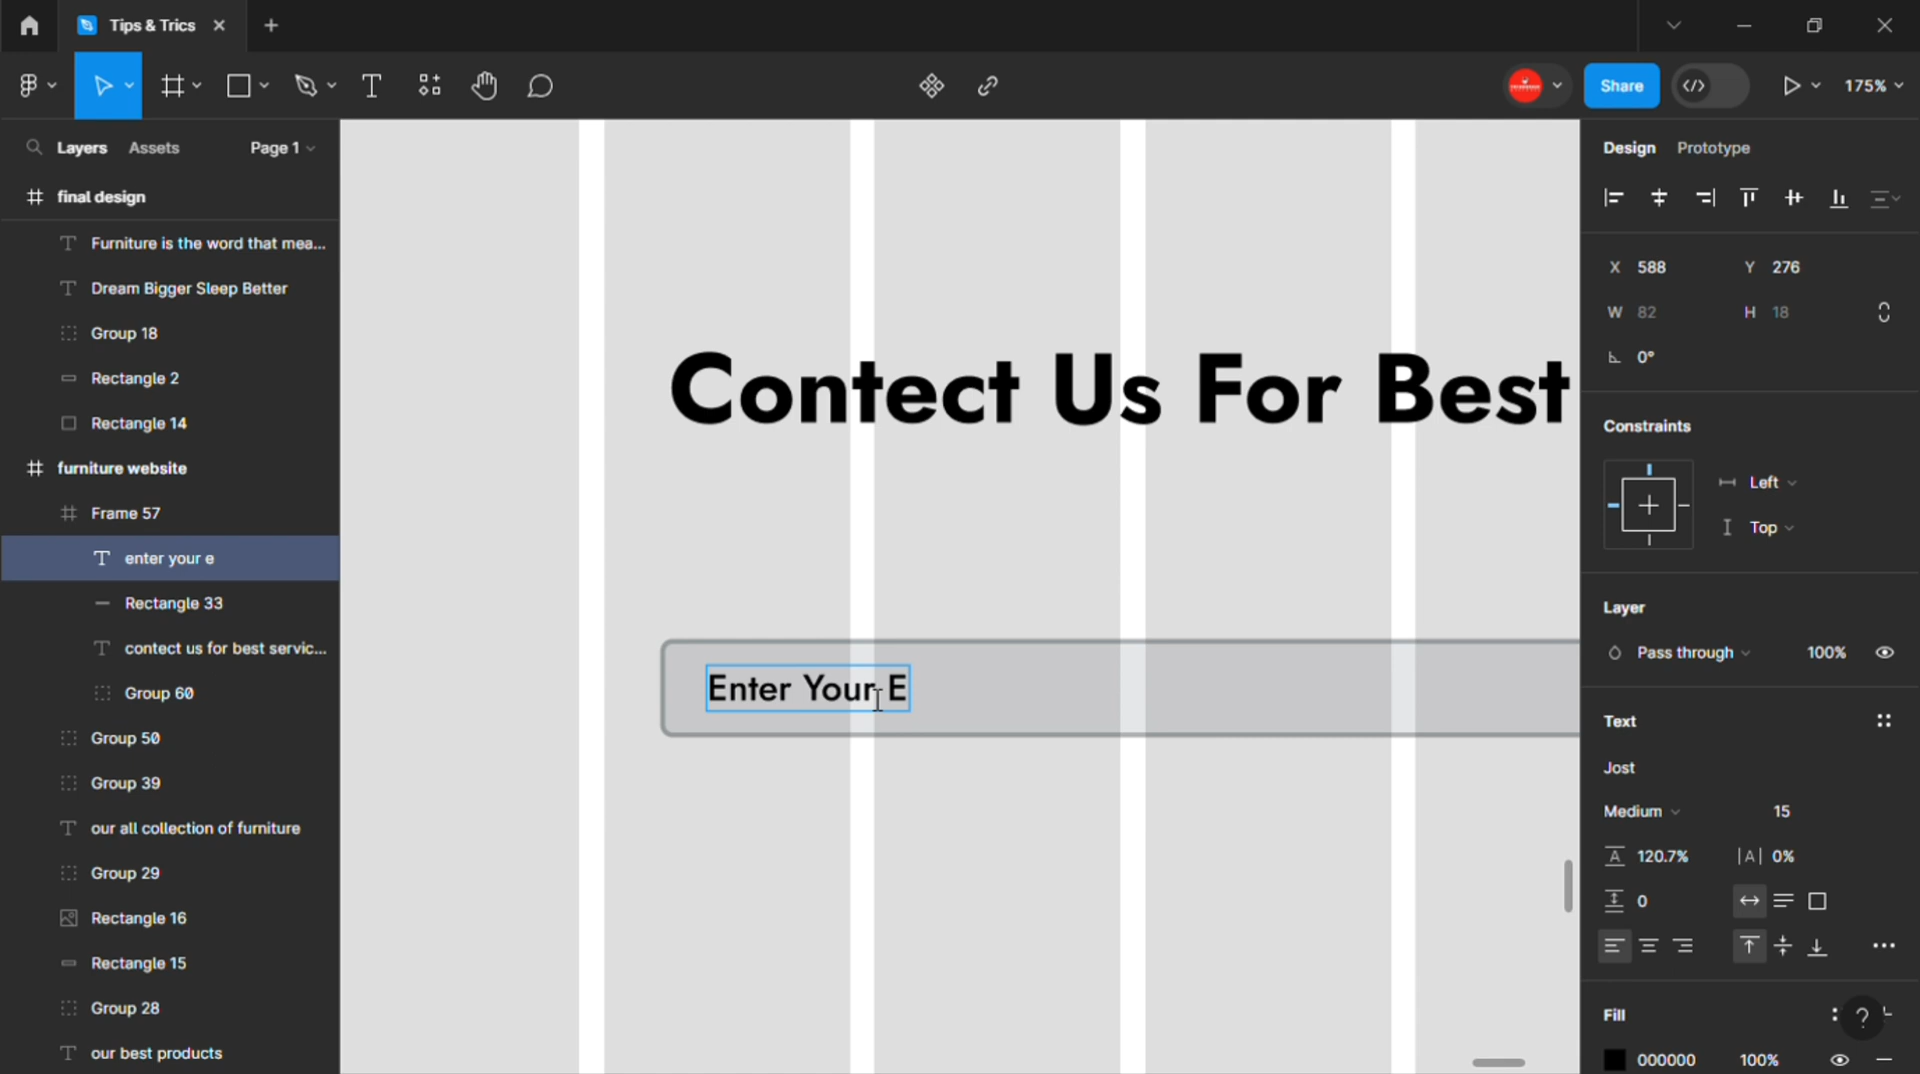 Tips & Trics
Share
175%
Layers Assets Page 1
final design
Furniture is the word that mea...
Dream Bigger Sleep Better
Group 18
Rectangle 2
Rectangle 14
furniture website
Frame 57
enter your e
Rectangle 33
contect us for best servic...
Group 60
Group 50
Group 39
our all collection of furniture
Group 29
Rectangle 16
Rectangle 15
Group 28
our best products
Contect Us For Best
Enter Your E
Design Prototype
X 588 Y 276
W 82 H 18
0°
Constraints
Left
Top
Layer
Pass through 100%
Text
Jost
Medium 15
120.7% |A| 0%
0
Fill
?
000000 100%